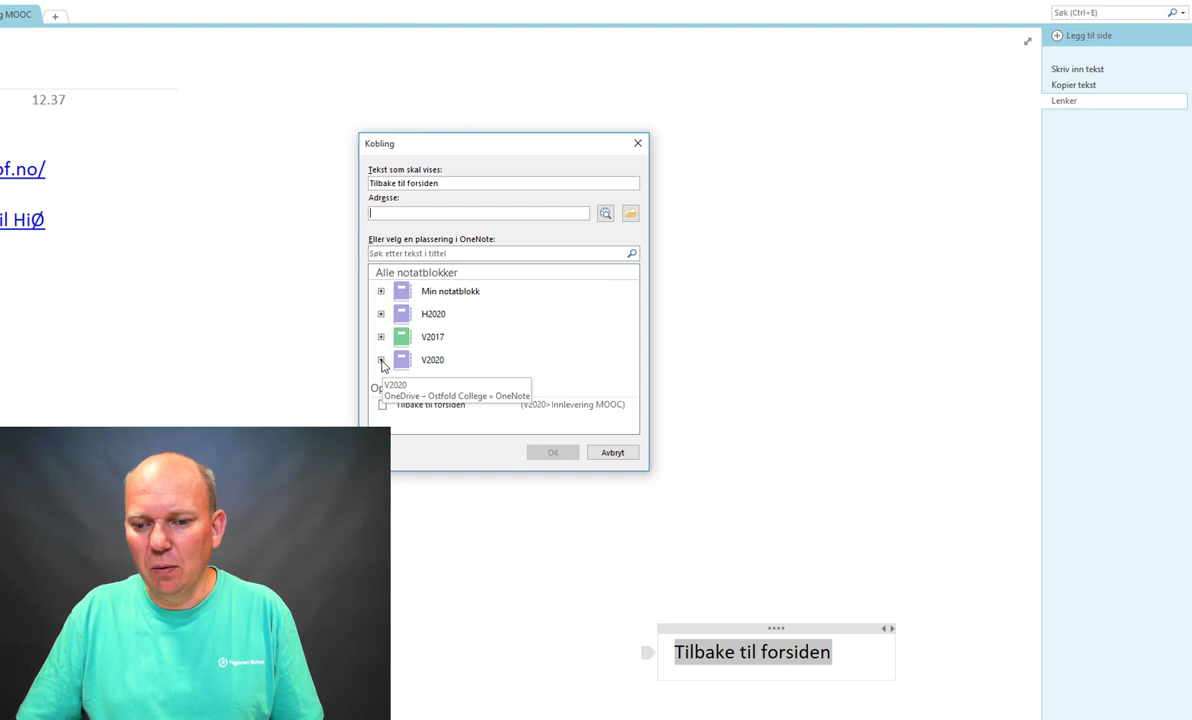 g MOOC
Søk (Ctrl+E)
Legg til side
Skriv inn tekst
Kopier tekst
Lenker
12.37
of.no/
il HiØ
Kobling
Tekst som skal vises:
Tilbake til forsiden
Adresse:
Eller velg en plassering i OneNote:
Søk etter tekst i tittel
Alle notatblokker
Min notatblokk
H2020
V2017
V2020
V2020
OneDrive – Ostfold College » OneNote
Op
Tilbake til forsiden (V2020>Innlevering MOOC)
OK Avbryt
Tilbake til forsiden